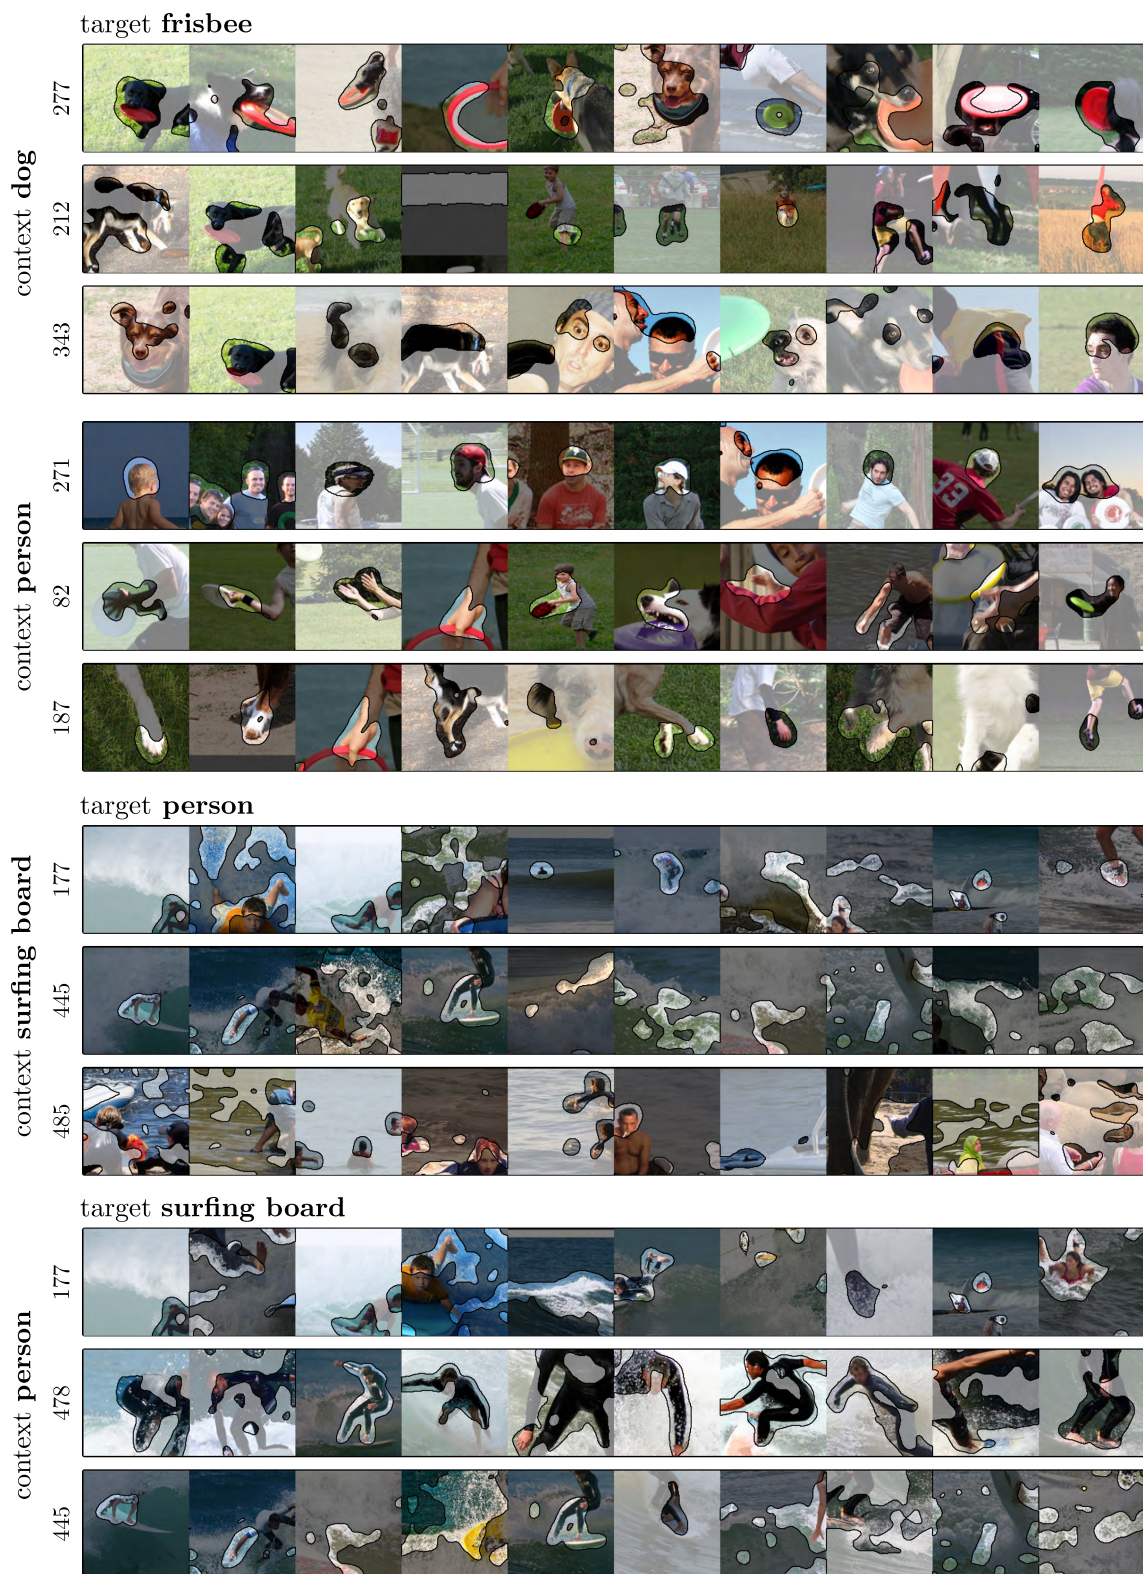 target frisbee
context dog
277
212
343
context person
271
82
187
target person
context surfing board
177
445
485
target surfing board
context person
177
478
445
33